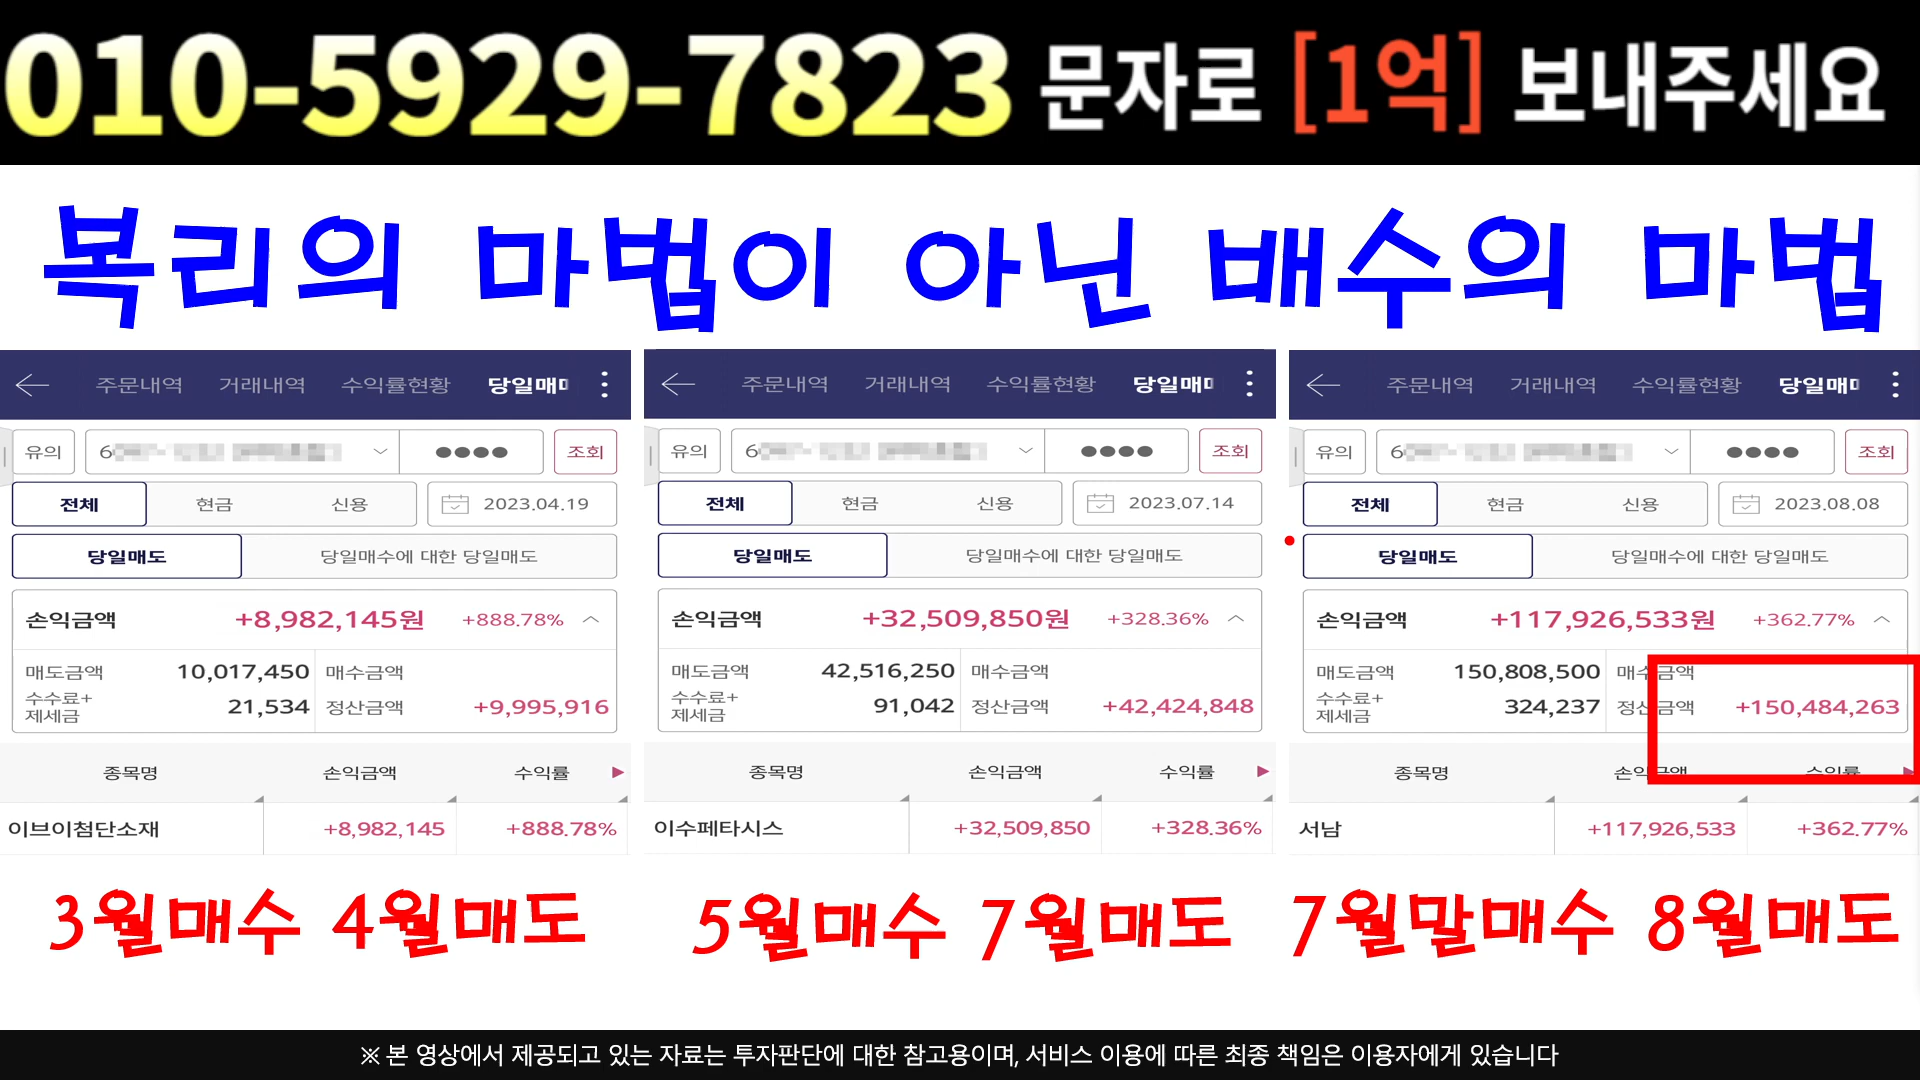 010-5929-7823 문자로 [1억] 보내주세요
복리의 마법이 아닌 배수의 마법
주문내역 거래내역 수익률현황 당일매매
유의 6 ●●●● 조회
전체 현금 신용 2023.04.19
당일매도 당일매수에 대한 당일매도
손익금액 +8,982,145원 +888.78%
매도금액 10,017,450 매수금액
수수료+
제세금 21,534 정산금액 +9,995,916
종목명 손익금액 수익률
이브이첨단소재 +8,982,145 +888.78%
3월매수 4월매도
주문내역 거래내역 수익률현황 당일매매
유의 6 ●●●● 조회
전체 현금 신용 2023.07.14
당일매도 당일매수에 대한 당일매도
손익금액 +32,509,850원 +328.36%
매도금액 42,516,250 매수금액
수수료+
제세금 91,042 정산금액 +42,424,848
종목명 손익금액 수익률
이수페타시스 +32,509,850 +328.36%
5월매수 7월매도
주문내역 거래내역 수익률현황 당일매매
유의 6 ●●●● 조회
전체 현금 신용 2023.08.08
당일매도 당일매수에 대한 당일매도
손익금액 +117,926,533원 +362.77%
매도금액 150,808,500 매수금액
수수료+
제세금 324,237 정산금액 +150,484,263
종목명 손익금액 수익률
서남 +117,926,533 +362.77%
7월말매수 8월매도
※ 본 영상에서 제공되고 있는 자료는 투자판단에 대한 참고용이며, 서비스 이용에 따른 최종 책임은 이용자에게 있습니다